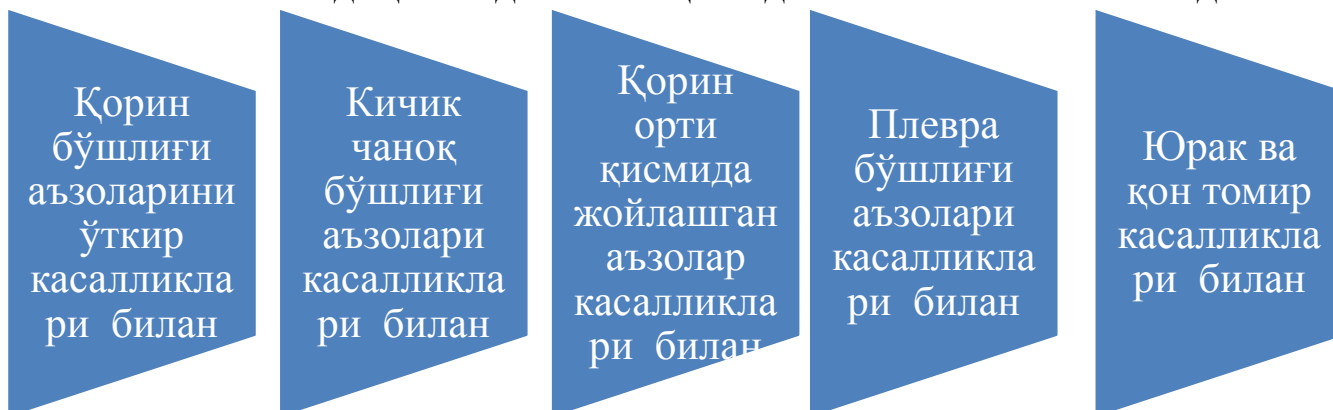 Қорин
бўшлиғи
аъзоларини
ўткир
касалликла
ри билан
Кичик
чаноқ
бўшлиғи
аъзолари
касалликла
ри билан
Қорин
орти
қисмида
жойлашган
аъзолар
касалликла
ри билан
Плевра
бўшлиғи
аъзолари
касалликла
ри билан
Юрак ва
қон томир
касалликла
ри билан